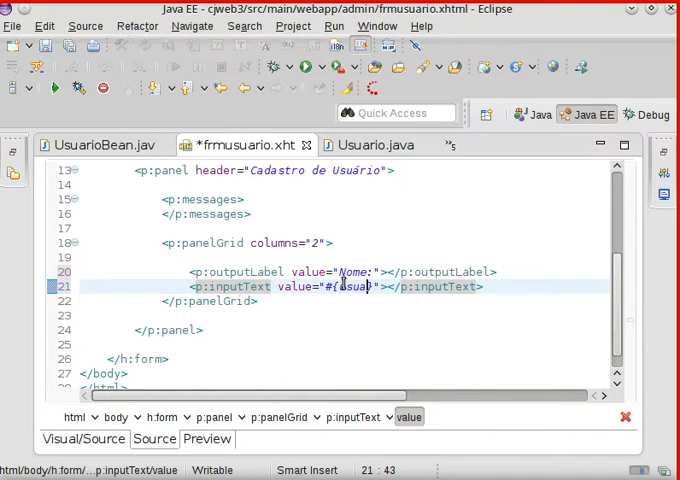 Java EE - cjweb3/src/main/webapp/admin/frmusuario.xhtml - Eclipse
File Edit Source Refactor Navigate Search Project Run Window Help
Quick Access Java Java EE Debug
UsuarioBean.jav *frmusuario.xht Usuario.java »5
13 <p:panel header="Cadastro de Usuário">
14
15 <p:messages>
16 </p:messages>
17
18 <p:panelGrid columns="2">
19
20 <p:outputLabel value="Nome:"></p:outputLabel>
21 <p:inputText value="#{usua}"></p:inputText>
22 </p:panelGrid>
23
24 </p:panel>
25
26 </h:form>
27 </body>
28 </html>
html body h:form p:panel p:panelGrid p:inputText value
Visual/Source Source Preview
html/body/h:form/...p:inputText/value Writable Smart Insert 21 : 43